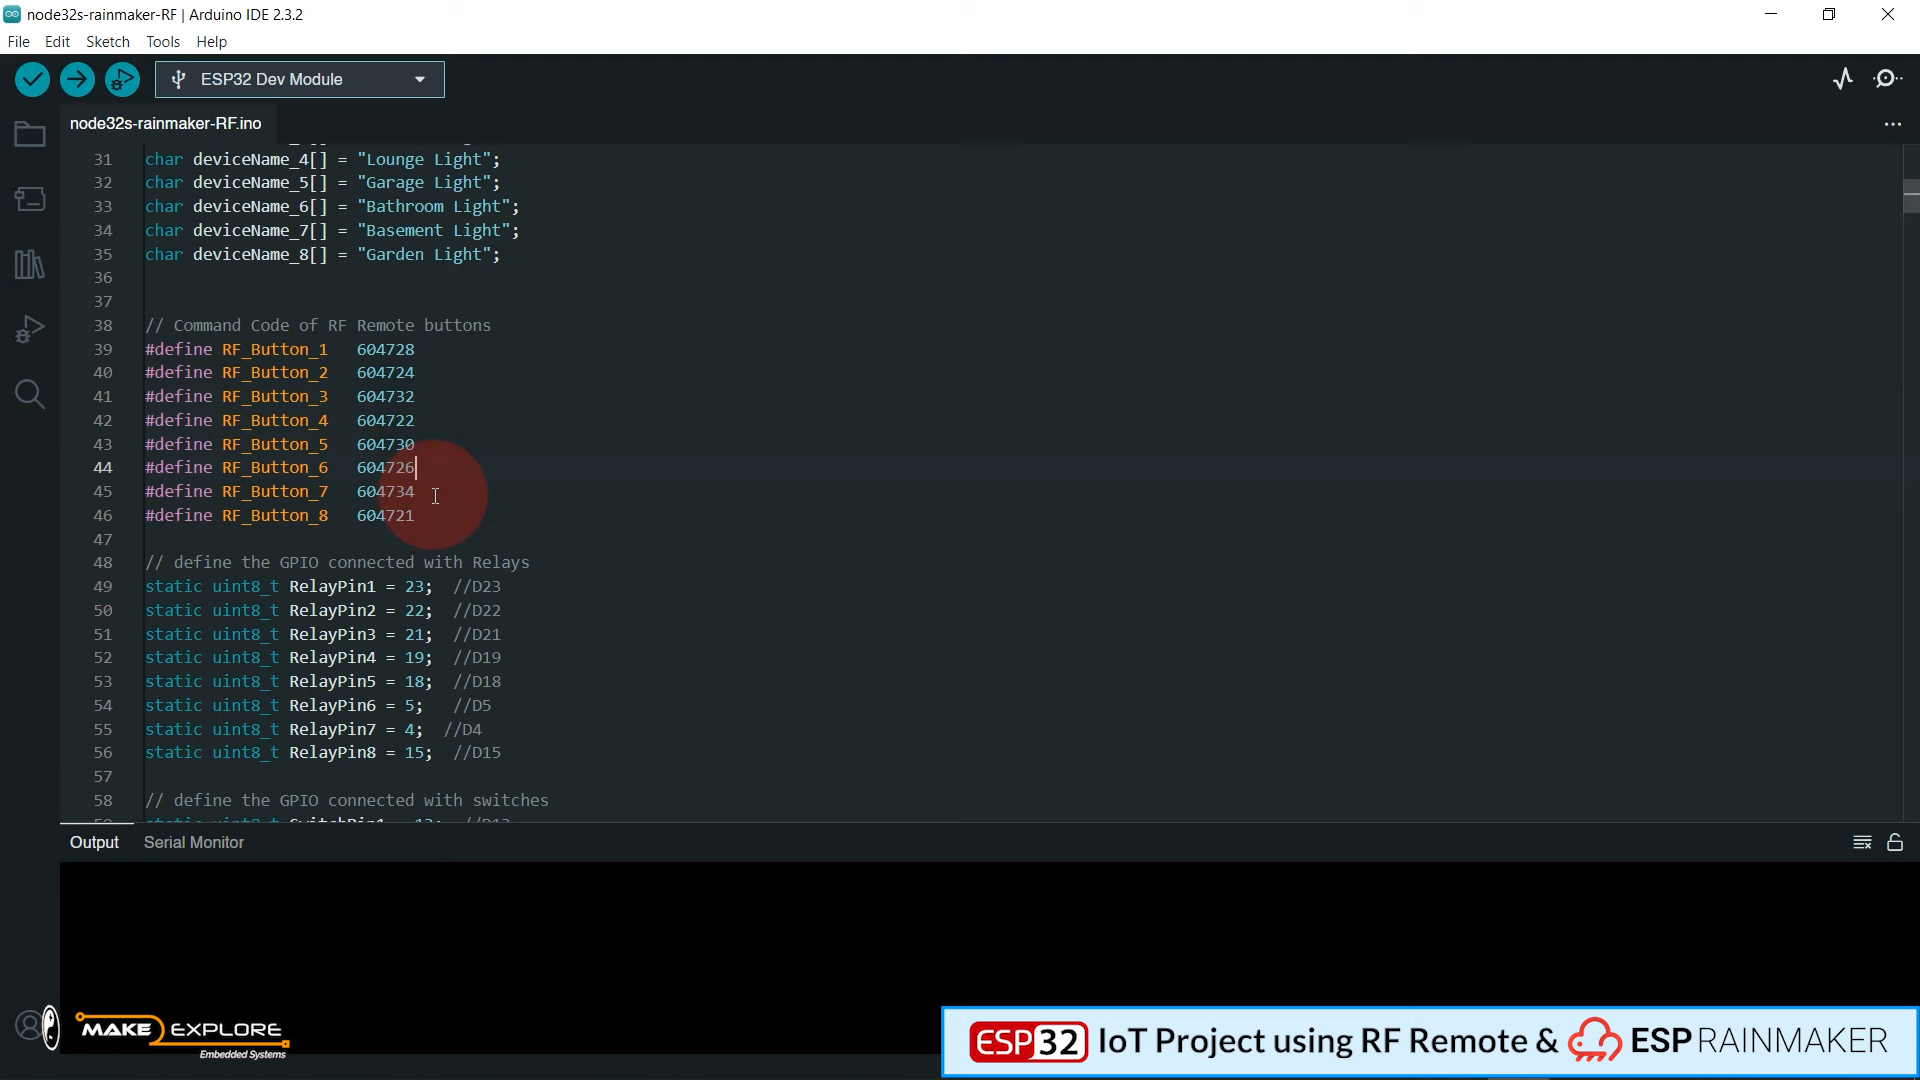 node32s-rainmaker-RF | Arduino IDE 2.3.2
File Edit Sketch Tools Help
ESP32 Dev Module
node32s-rainmaker-RF.ino
31 char deviceName_4[] = "Lounge Light";
32 char deviceName_5[] = "Garage Light";
33 char deviceName_6[] = "Bathroom Light";
34 char deviceName_7[] = "Basement Light";
35 char deviceName_8[] = "Garden Light";
36
37
38 // Command Code of RF Remote buttons
39 #define RF_Button_1 604728
40 #define RF_Button_2 604724
41 #define RF_Button_3 604732
42 #define RF_Button_4 604722
43 #define RF_Button_5 604730
44 #define RF_Button_6 604726
45 #define RF_Button_7 604734
46 #define RF_Button_8 604721
47
48 // define the GPIO connected with Relays
49 static uint8_t RelayPin1 = 23; //D23
50 static uint8_t RelayPin2 = 22; //D22
51 static uint8_t RelayPin3 = 21; //D21
52 static uint8_t RelayPin4 = 19; //D19
53 static uint8_t RelayPin5 = 18; //D18
54 static uint8_t RelayPin6 = 5; //D5
55 static uint8_t RelayPin7 = 4; //D4
56 static uint8_t RelayPin8 = 15; //D15
57
58 // define the GPIO connected with switches
Output Serial Monitor
MAKE EXPLORE
Embedded Systems
ESP32 IoT Project using RF Remote & ESP RAINMAKER